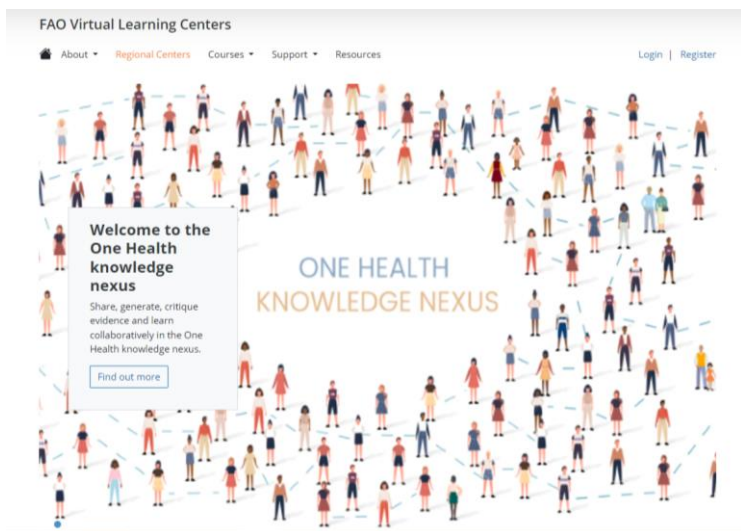 FAO Virtual Learning Centers
About Regional Centers Courses Support Resources Login | Register
Welcome to the
One Health
knowledge
nexus
Share, generate, critique
evidence and learn
collaboratively in the One
Health knowledge nexus.
Find out more
ONE HEALTH
KNOWLEDGE NEXUS